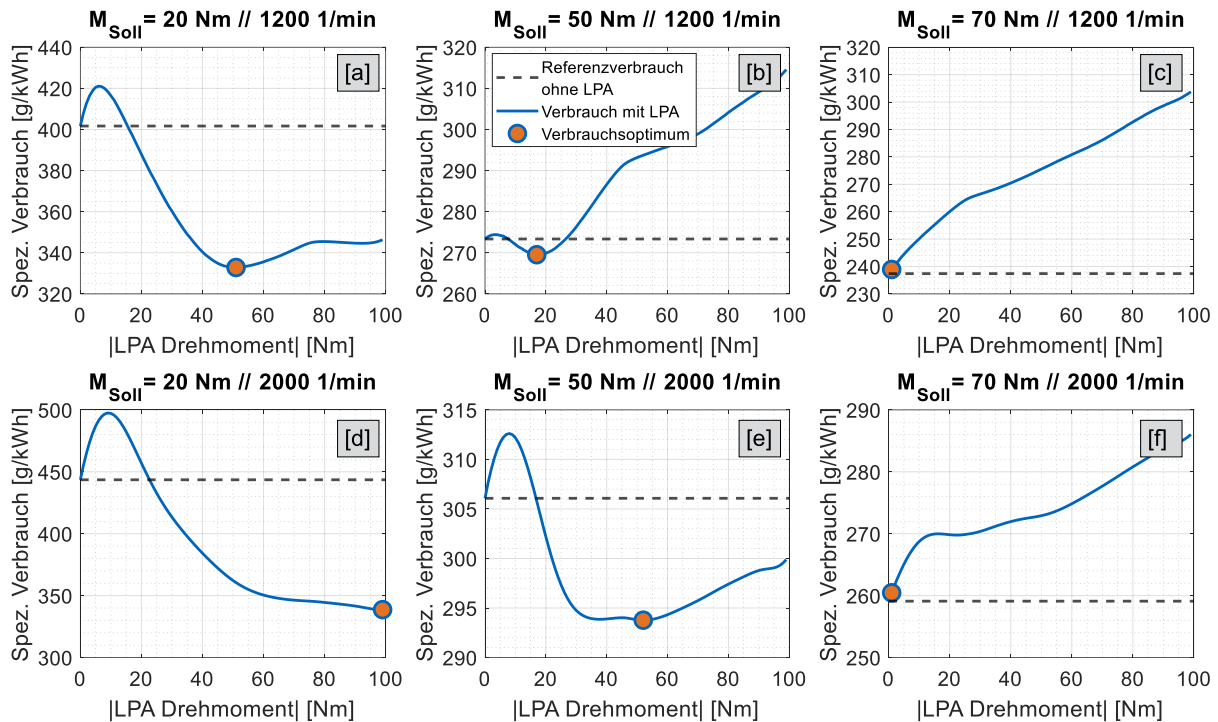 M_Soll= 20 Nm // 1200 1/min
Spez. Verbrauch [g/kWh]
440
420
400
380
360
340
320
[a]
0 20 40 60 80 100
|LPA Drehmoment| [Nm]
M_Soll= 50 Nm // 1200 1/min
Spez. Verbrauch [g/kWh]
320
310
300
290
280
270
260
Referenzverbrauch
ohne LPA
Verbrauch mit LPA
Verbrauchsoptimum
[b]
0 20 40 60 80 100
|LPA Drehmoment| [Nm]
M_Soll= 70 Nm // 1200 1/min
Spez. Verbrauch [g/kWh]
320
310
300
290
280
270
260
250
240
230
[c]
0 20 40 60 80 100
|LPA Drehmoment| [Nm]
M_Soll= 20 Nm // 2000 1/min
Spez. Verbrauch [g/kWh]
500
450
400
350
300
[d]
0 20 40 60 80 100
|LPA Drehmoment| [Nm]
M_Soll= 50 Nm // 2000 1/min
Spez. Verbrauch [g/kWh]
315
310
305
300
295
290
[e]
0 20 40 60 80 100
|LPA Drehmoment| [Nm]
M_Soll= 70 Nm // 2000 1/min
Spez. Verbrauch [g/kWh]
290
280
270
260
250
[f]
0 20 40 60 80 100
|LPA Drehmoment| [Nm]